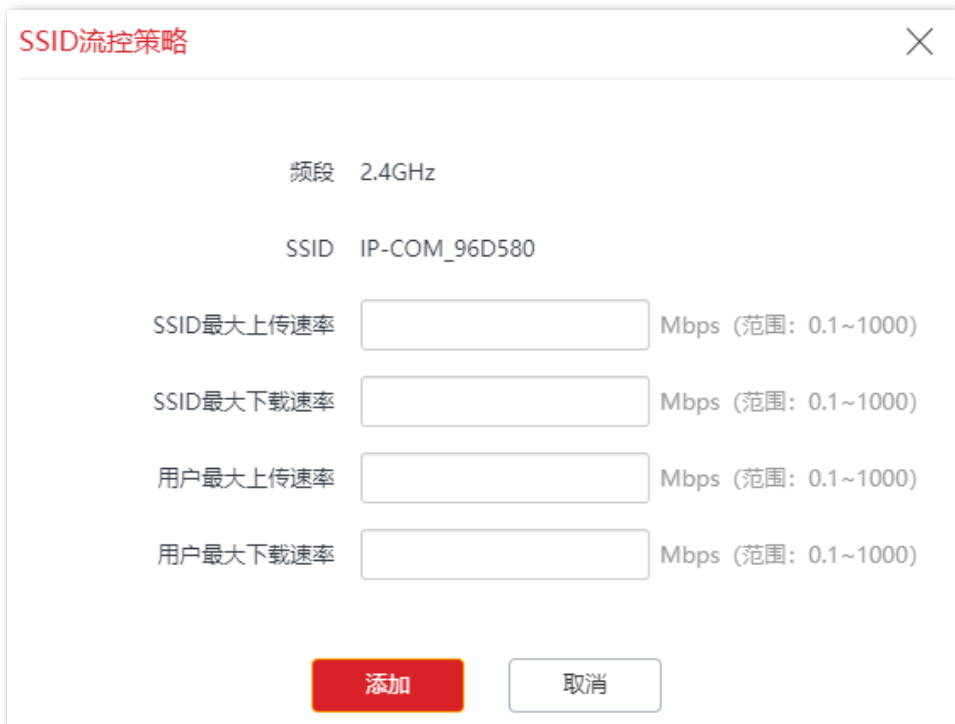 SSID流控策略
频段 2.4GHz
SSID IP-COM_96D580
SSID最大上传速率 Mbps (范围：0.1~1000)
SSID最大下载速率 Mbps (范围：0.1~1000)
用户最大上传速率 Mbps (范围：0.1~1000)
用户最大下载速率 Mbps (范围：0.1~1000)
添加 取消